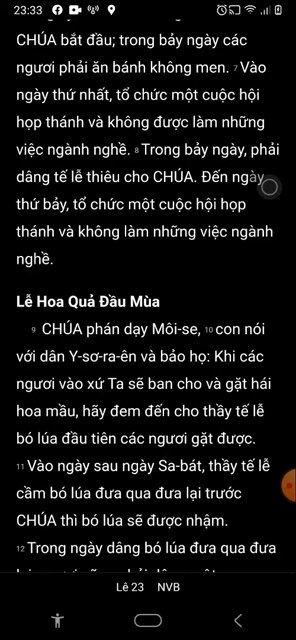 23:33
CHÚA bắt đầu; trong bảy ngày các
ngươi phải ăn bánh không men. 7 Vào
ngày thứ nhất, tổ chức một cuộc hội
họp thánh và không được làm những
việc ngành nghề. 8 Trong bảy ngày, phải
dâng tế lễ thiêu cho CHÚA. Đến ngày
thứ bảy, tổ chức một cuộc hội họp
thánh và không làm những việc ngành
nghề.
Lễ Hoa Quả Đầu Mùa
9 CHÚA phán dạy Môi-se, 10 con nói
với dân Y-sơ-ra-ên và bảo họ: Khi các
ngươi vào xứ Ta sẽ ban cho và gặt hái
hoa mầu, hãy đem đến cho thầy tế lễ
bó lúa đầu tiên các ngươi gặt được.
11 Vào ngày sau ngày Sa-bát, thầy tế lễ
cầm bó lúa đưa qua đưa lại trước
CHÚA thì bó lúa sẽ được nhậm.
12 Trong ngày dâng bó lúa đưa qua đưa
Lê 23 NVB